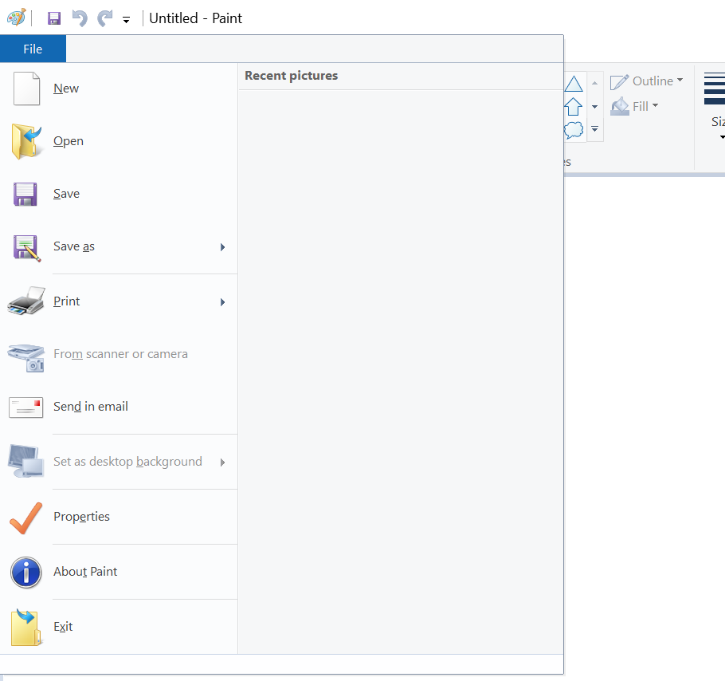 Untitled - Paint
File
Recent pictures
New
Open
Save
Save as
Print
From scanner or camera
Send in email
Set as desktop background
Properties
About Paint
Exit
Outline
Fill
Siz
es